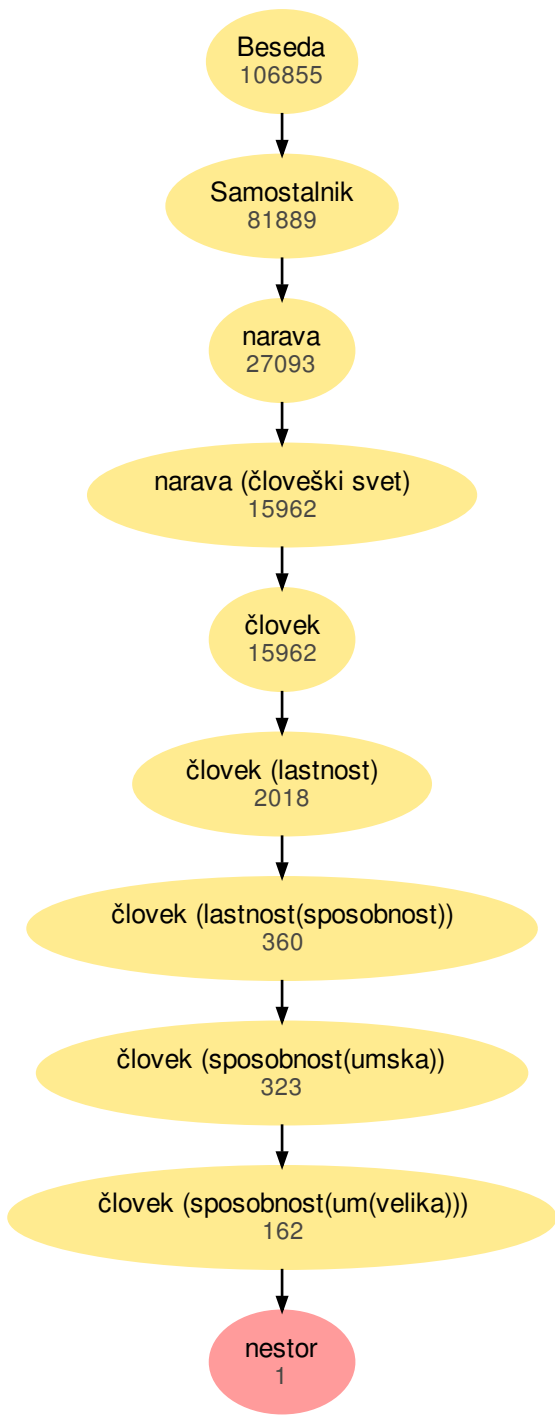 Beseda
106855
Samostalnik
81889
narava
27093
narava (človeški svet)
15962
človek
15962
človek (lastnost)
2018
človek (lastnost(sposobnost))
360
človek (sposobnost(umska))
323
človek (sposobnost(um(velika)))
162
nestor
1